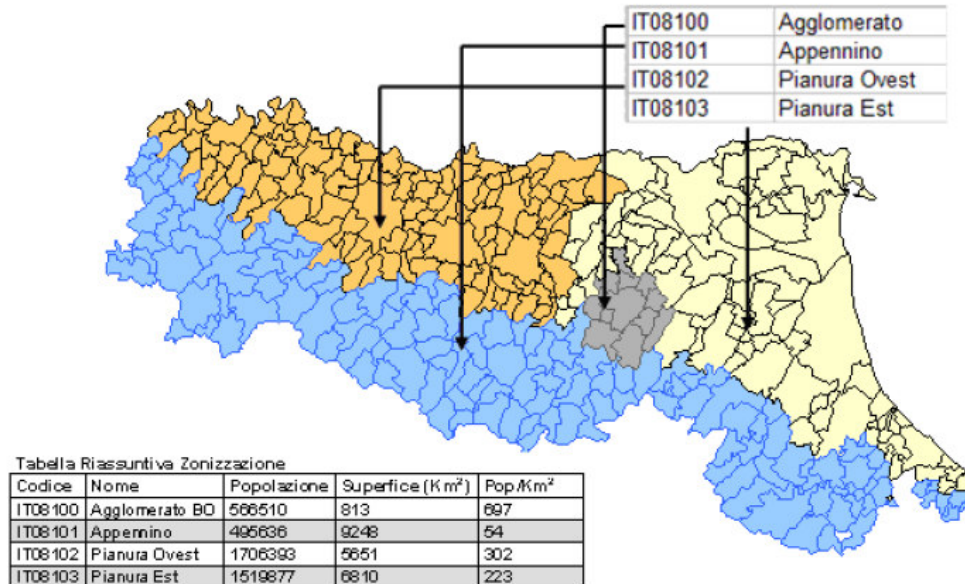 IT08100 Agglomerato
IT08101 Appennino
IT08102 Pianura Ovest
IT08103 Pianura Est
Tabella Riassuntiva Zonizzazione
Codice Nome Popolazione Superfice (Km²) Pop/Km²
IT08100 Agglomerato BO 566510 813 697
IT08101 Appennino 495636 9248 54
IT08102 Pianura Ovest 1706393 5651 302
IT08103 Pianura Est 1519877 6810 223